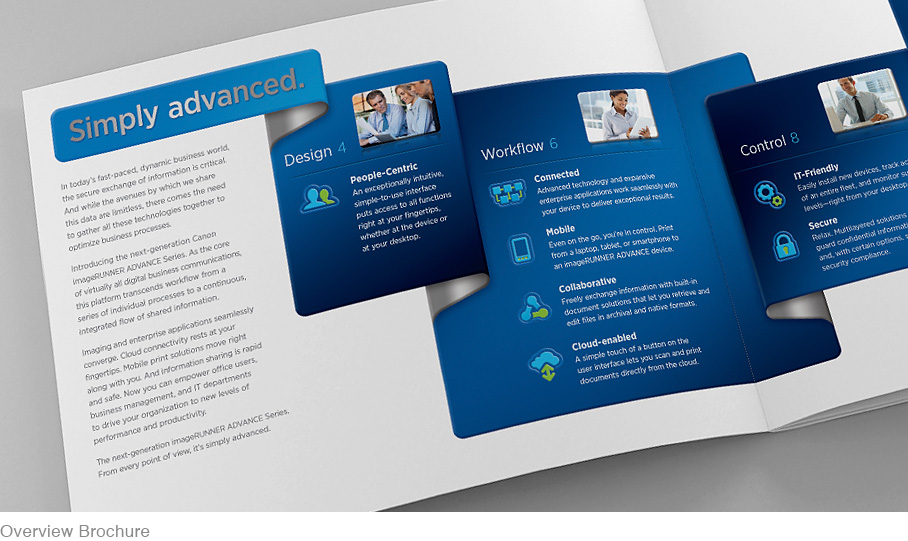 Simply advanced.
In today's fast-paced, dynamic business world,
the secure exchange of information is critical.
And while the avenues by which we share
this data are limitless, there comes the need
to gather all these technologies together to
optimize business processes.
Introducing the next-generation Canon
imageRUNNER ADVANCE Series. As the core
of virtually all digital business communications,
this platform transcends workflow from a
series of individual processes to a continuous,
integrated flow of shared information.
Imaging and enterprise applications seamlessly
converge. Cloud connectivity rests at your
fingertips. Mobile print solutions move right
along with you. And information sharing is rapid
and safe. Now you can empower office users,
business management, and IT departments
to drive your organization to new levels of
performance and productivity.
The next-generation imageRUNNER ADVANCE Series.
From every point of view, it's simply advanced.
Design 4
People-Centric
An exceptionally intuitive,
simple-to-use interface
puts access to all functions
right at your fingertips,
whether at the device or
at your desktop.
Workflow 6
Connected
Advanced technology and expansive
enterprise applications work seamlessly with
your device to deliver exceptional results.
Mobile
Even on the go, you're in control. Print
from a laptop, tablet, or smartphone to
an imageRUNNER ADVANCE device.
Collaborative
Freely exchange information with built-in
document solutions that let you retrieve and
edit files in archival and native formats.
Cloud-enabled
A simple touch of a button on the
user interface lets you scan and print
documents directly from the cloud.
Control 8
IT-Friendly
Easily install new devices, track
of an entire fleet, and monitor
levels—right from your desktop
Secure
Relax. Multilayered solutions
guard confidential information
and, with certain options,
security compliance.
Overview Brochure